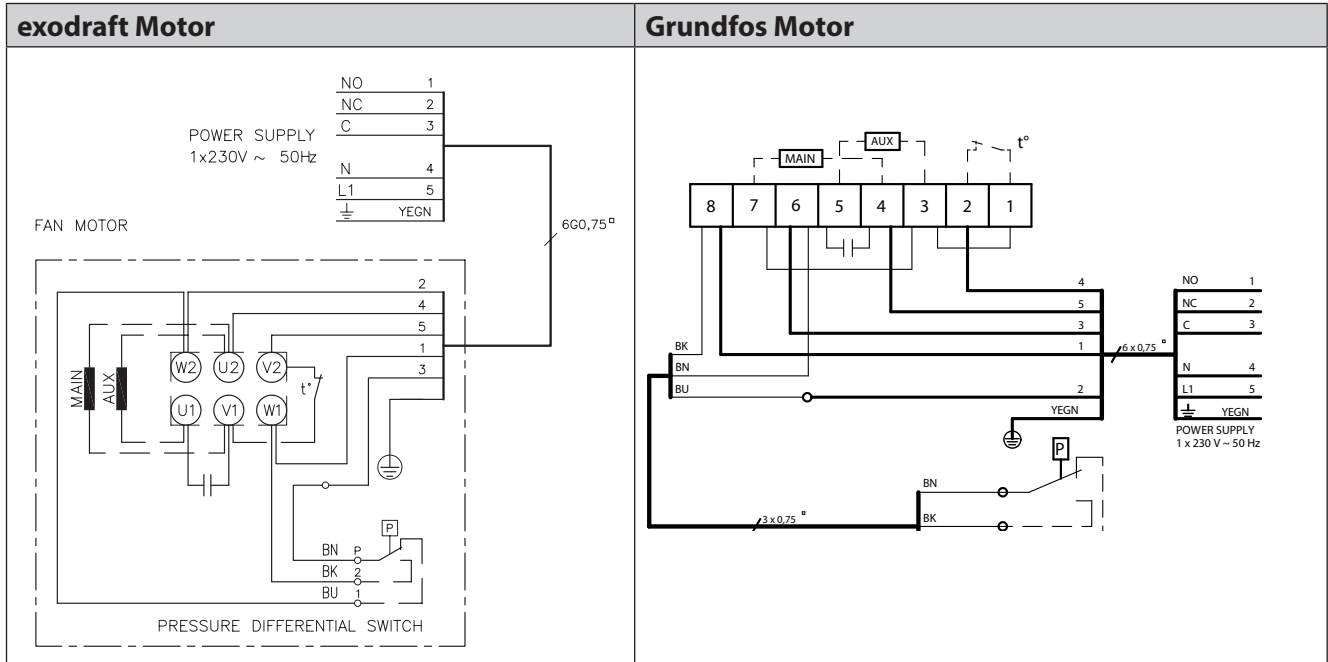 exodraft Motor
NO 1
NC 2
C 3
POWER SUPPLY
1x230V ~ 50Hz
N 4
L1 5
YEGN
FAN MOTOR
6G0,75
2
4
5
1
3
MAIN
AUX
W2 U2 V2
t°
U1 V1 W1
P
BN P
BK 2
BU 1
PRESSURE DIFFERENTIAL SWITCH
Grundfos Motor
AUX
MAIN
t°
8 7 6 5 4 3 2 1
4
5
3
1
2
YEGN
BK
BN
BU
6 x 0,75
NO 1
NC 2
C 3
N 4
L1 5
YEGN
POWER SUPPLY
1 x 230 V ~ 50 Hz
P
BN
BK
3 x 0,75